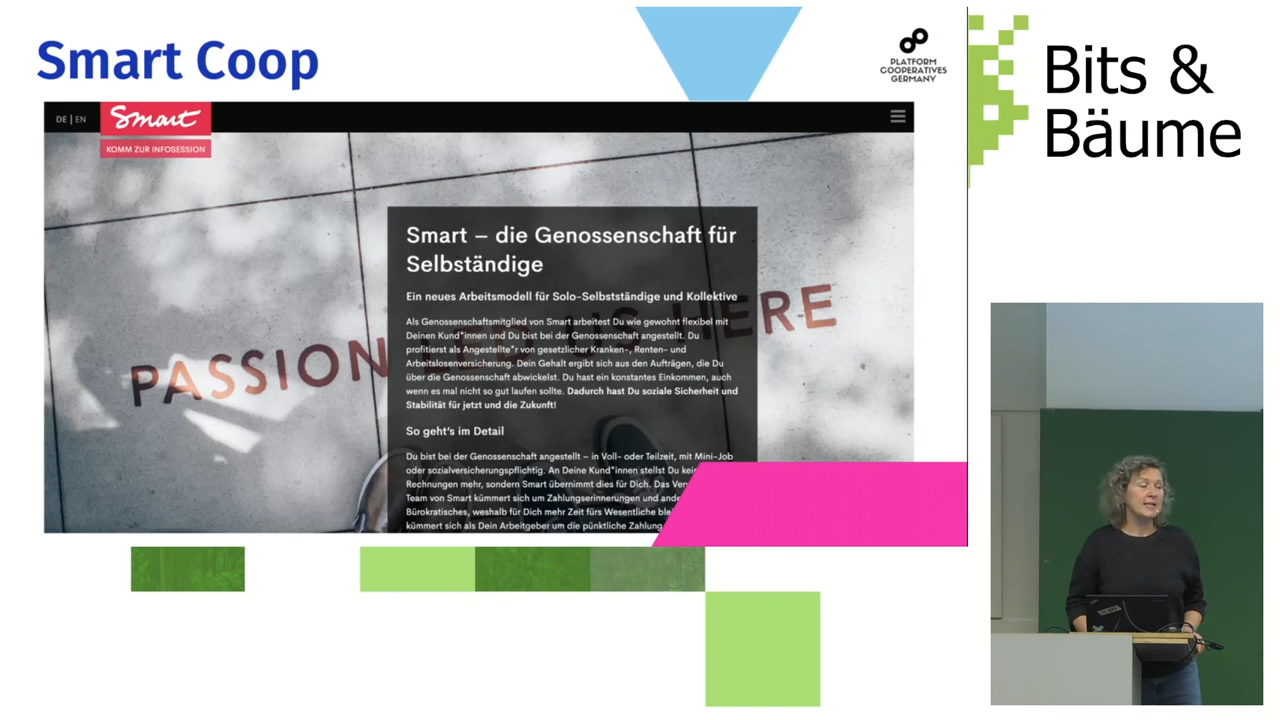 Smart Coop
PLATFORM
COOPERATIVES
GERMANY
Bits &
Bäume
DE | EN
Smart
KOMM ZUR INFOSESSION
Smart – die Genossenschaft für
Selbständige
Ein neues Arbeitsmodell für Solo-Selbstständige und Kollektive
Als Genossenschaftsmitglied von Smart arbeitest Du wie gewohnt flexibel mit
Deinen Kund*innen und Du bist bei der Genossenschaft angestellt. Du
profitierst als Angestellte*r von gesetzlicher Kranken-, Renten- und
Arbeitslosenversicherung. Dein Gehalt ergibt sich aus den Aufträgen, die Du
über die Genossenschaft abwickelst. Du hast ein konstantes Einkommen, auch
wenn es mal nicht so gut laufen sollte. Dadurch hast Du soziale Sicherheit und
Stabilität für jetzt und die Zukunft!
So geht's im Detail
Du bist bei der Genossenschaft angestellt – in Voll- oder Teilzeit, mit Mini-Job
oder sozialversicherungspflichtig. An Deine Kund*innen stellst Du kei
Rechnungen mehr, sondern Smart übernimmt dies für Dich. Das Ver
Team von Smart kümmert sich um Zahlungserinnerungen und and
Bürokratisches, weshalb für Dich mehr Zeit fürs Wesentliche ble
kümmert sich als Dein Arbeitgeber um die pünktliche Zahlung
PASSION LED US HERE